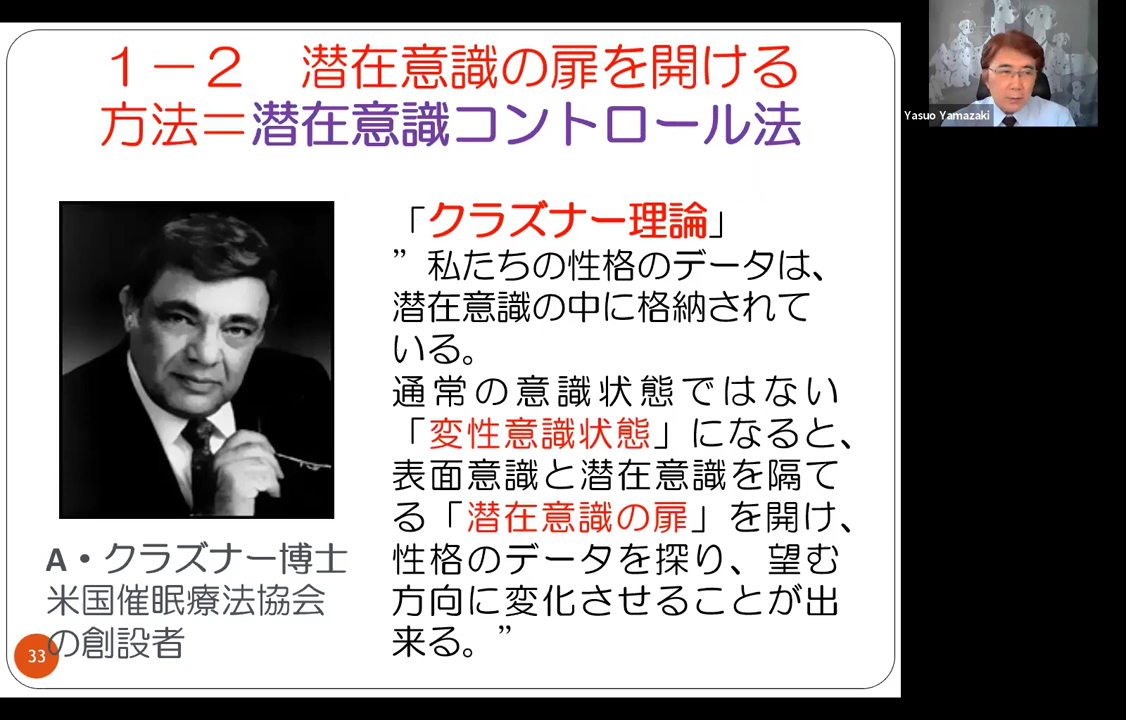 １－２　潜在意識の扉を開ける
方法＝潜在意識コントロール法
Yasuo Yamazaki
「クラズナー理論」
”私たちの性格のデータは、
潜在意識の中に格納されて
いる。
通常の意識状態ではない
「変性意識状態」になると、
表面意識と潜在意識を隔て
る「潜在意識の扉」を開け、
性格のデータを探り、望む
方向に変化させることが出
来る。”
A・クラズナー博士
米国催眠療法協会
の創設者
33